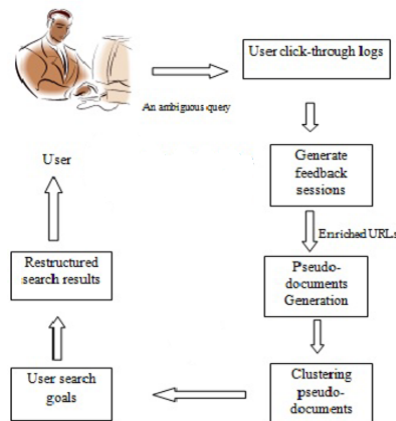 User click-through logs
An ambiguous query
Generate
feedback
sessions
Enriched URLs
Pseudo-
documents
Generation
Clustering
pseudo-
documents
User search
goals
Restructured
search results
User